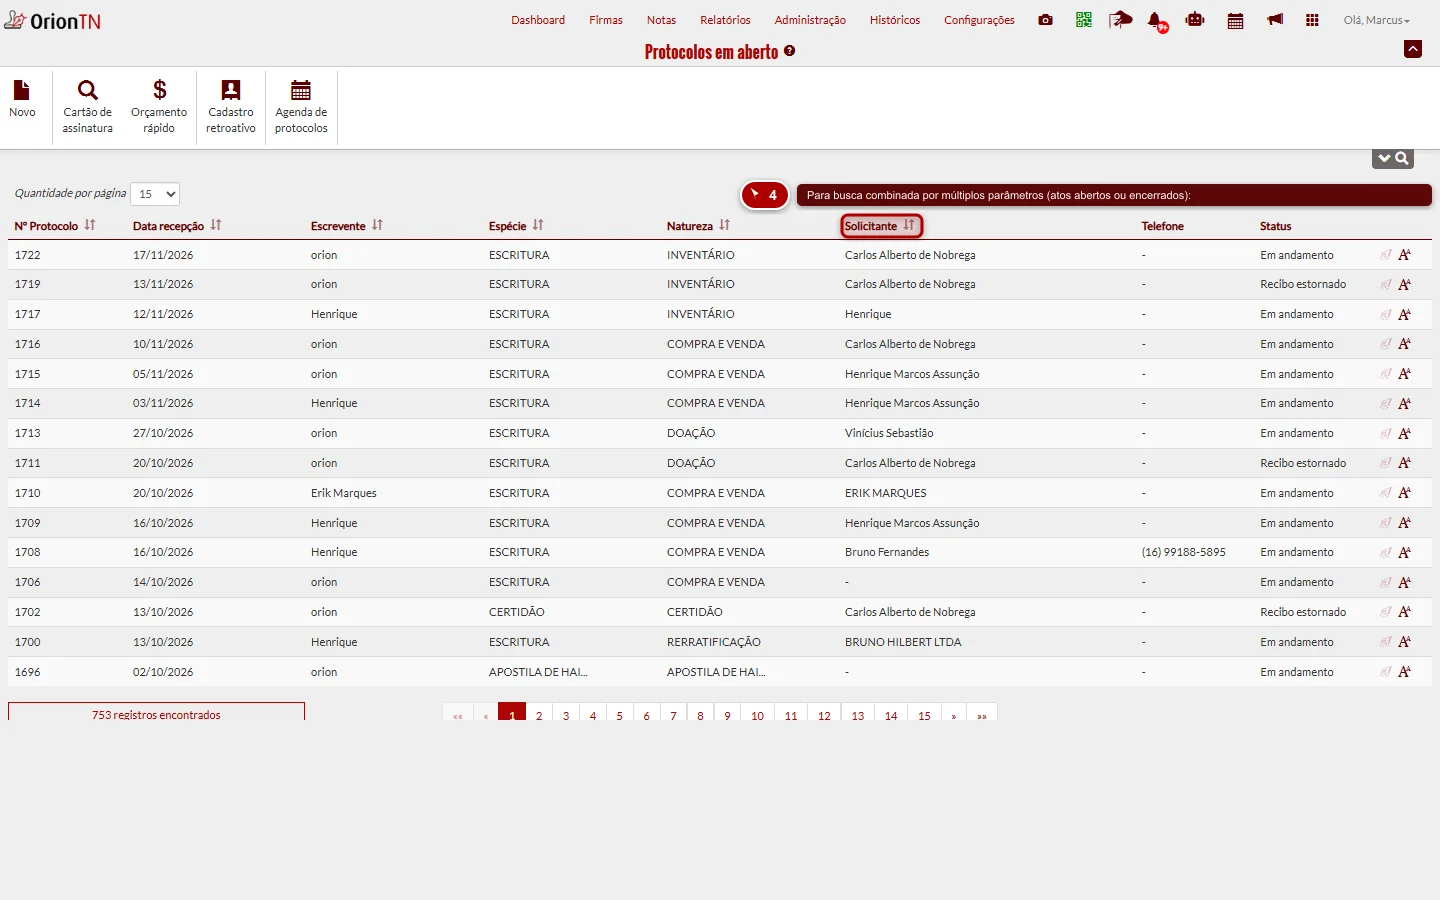 OrionTN
Dashboard Firmas Notas Relatórios Administração Históricos Configurações 9+ Olá, Marcus
Protocolos em aberto ?
Novo
Cartão de assinatura
Orçamento rápido
Cadastro retroativo
Agenda de protocolos
Quantidade por página 15
4 Para busca combinada por múltiplos parâmetros (atos abertos ou encerrados):
Nº Protocolo Data recepção Escrevente Espécie Natureza Solicitante Telefone Status
1722 17/11/2026 orion ESCRITURA INVENTÁRIO Carlos Alberto de Nobrega - Em andamento
1719 13/11/2026 orion ESCRITURA INVENTÁRIO Carlos Alberto de Nobrega - Recibo estornado
1717 12/11/2026 Henrique ESCRITURA INVENTÁRIO Henrique - Em andamento
1716 10/11/2026 orion ESCRITURA COMPRA E VENDA Carlos Alberto de Nobrega - Em andamento
1715 05/11/2026 orion ESCRITURA COMPRA E VENDA Henrique Marcos Assunção - Em andamento
1714 03/11/2026 Henrique ESCRITURA COMPRA E VENDA Henrique Marcos Assunção - Em andamento
1713 27/10/2026 orion ESCRITURA DOAÇÃO Vinícius Sebastião - Em andamento
1711 20/10/2026 orion ESCRITURA DOAÇÃO Carlos Alberto de Nobrega - Recibo estornado
1710 20/10/2026 Erik Marques ESCRITURA COMPRA E VENDA ERIK MARQUES - Em andamento
1709 16/10/2026 Henrique ESCRITURA COMPRA E VENDA Henrique Marcos Assunção - Em andamento
1708 16/10/2026 Henrique ESCRITURA COMPRA E VENDA Bruno Fernandes (16) 99188-5895 Em andamento
1706 14/10/2026 orion ESCRITURA COMPRA E VENDA - - Em andamento
1702 13/10/2026 orion CERTIDÃO CERTIDÃO Carlos Alberto de Nobrega - Recibo estornado
1700 13/10/2026 Henrique ESCRITURA RERRATIFICAÇÃO BRUNO HILBERT LTDA - Em andamento
1696 02/10/2026 orion APOSTILA DE HAI... APOSTILA DE HAI... - - Em andamento
753 registros encontrados «« « 1 2 3 4 5 6 7 8 9 10 11 12 13 14 15 » »»